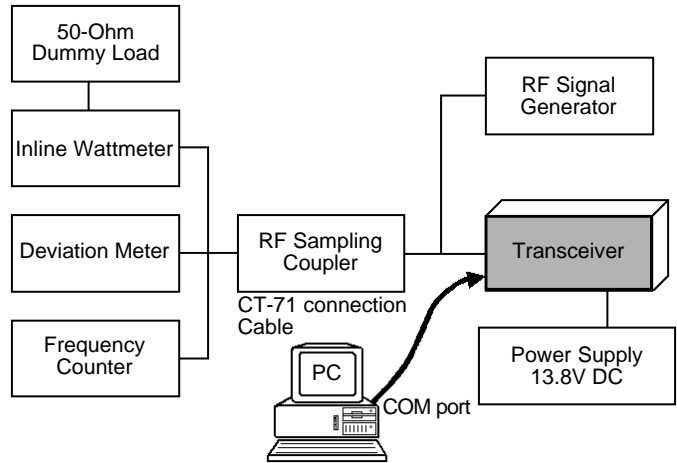 50-Ohm
Dummy Load
RF Signal
Generator
Inline Wattmeter
Deviation Meter
RF Sampling
Coupler
Transceiver
CT-71 connection
Cable
Frequency
Counter
PC
COM port
Power Supply
13.8V DC